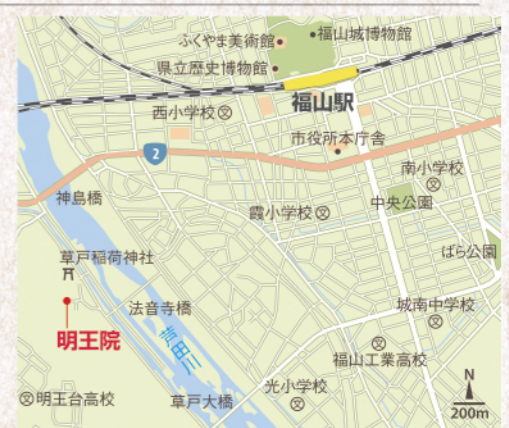 ふくやま美術館
福山城博物館
県立歴史博物館
福山駅
西小学校
市役所本庁舎
2
南小学校
神島橋
中央公園
霞小学校
ばら公園
草戸稲荷神社
法音寺橋
城南中学校
明王院
芦田川
福山工業高校
光小学校
明王台高校
草戸大橋
N
200m